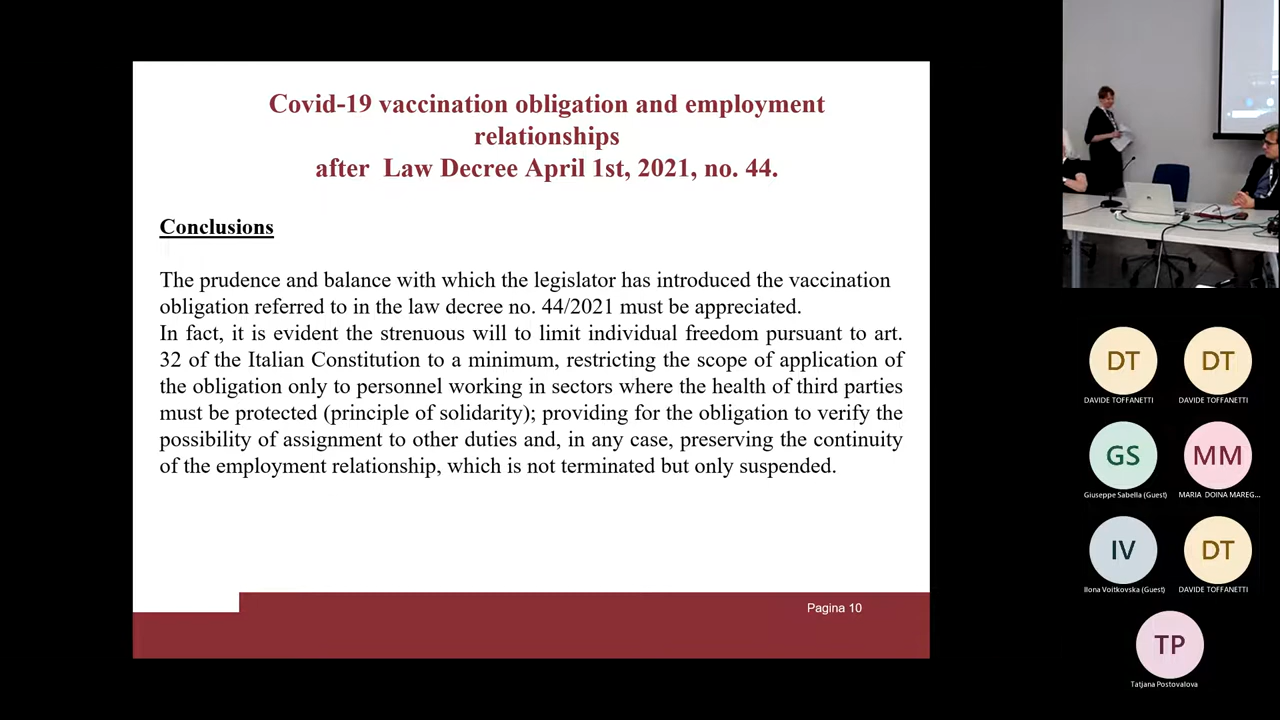 Covid-19 vaccination obligation and employment
relationships
after Law Decree April 1st, 2021, no. 44.
Conclusions
The prudence and balance with which the legislator has introduced the vaccination
obligation referred to in the law decree no. 44/2021 must be appreciated.
In fact, it is evident the strenuous will to limit individual freedom pursuant to art.
32 of the Italian Constitution to a minimum, restricting the scope of application of
the obligation only to personnel working in sectors where the health of third parties
must be protected (principle of solidarity); providing for the obligation to verify the
possibility of assignment to other duties and, in any case, preserving the continuity
of the employment relationship, which is not terminated but only suspended.
Pagina 10
DT
DAVIDE TOFFANETTI
DT
DAVIDE TOFFANETTI
GS
Giuseppe Sabella (Guest)
MM
MARIA DOINA MAREG...
IV
Ilona Voitkovska (Guest)
DT
DAVIDE TOFFANETTI
TP
Tatjana Postovalova